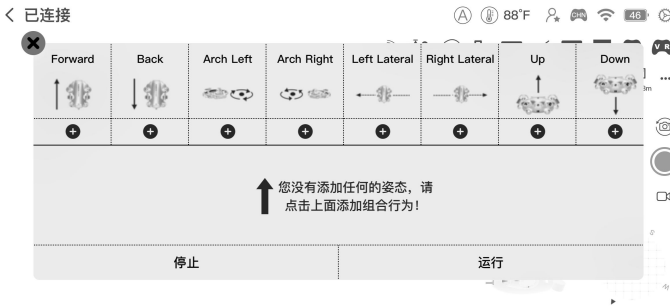 已连接
A
88°F
CHN
46
Forward
Back
Arch Left
Arch Right
Left Lateral
Right Lateral
Up
Down
V R
您没有添加任何的姿态，请
点击上面添加组合行为！
停止
运行